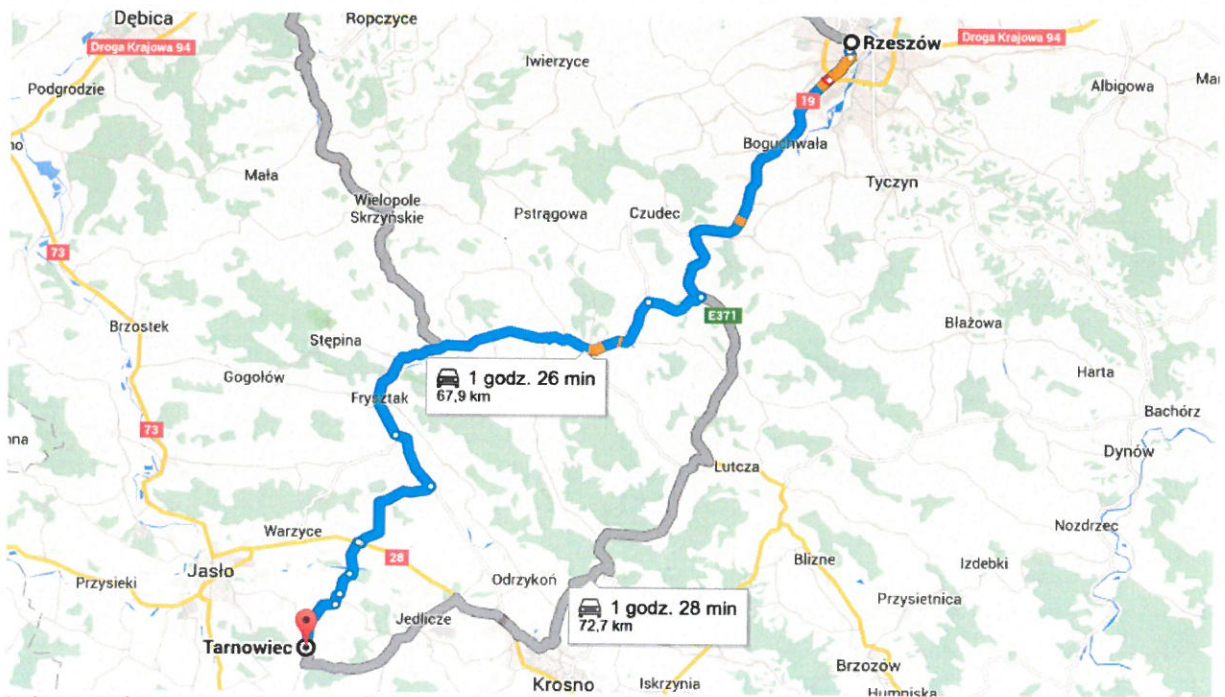 Dębica
Ropczyce
Droga Krajowa 94
Rzeszów
Droga Krajowa 94
Iwierzyce
Podgrodzie
Albigowa
19
Boguchwała
Mała
Tyczyn
Wielopole
Skrzyńskie
Pstrągowa
Czudec
73
E371
Brzostek
Błażowa
Stępina
1 godz. 26 min
67,9 km
Gogołów
Harta
Frysztak
Bachórz
73
Dynów
Lutcza
Warzyce
Nozdrzec
28
Blizne
Izdebki
Jasło
Odrzykoń
Przysieki
Przysietnica
1 godz. 28 min
72,7 km
Jedlicze
Tarnowiec
Brzozów
Krosno
Iskrzynia
Humniska